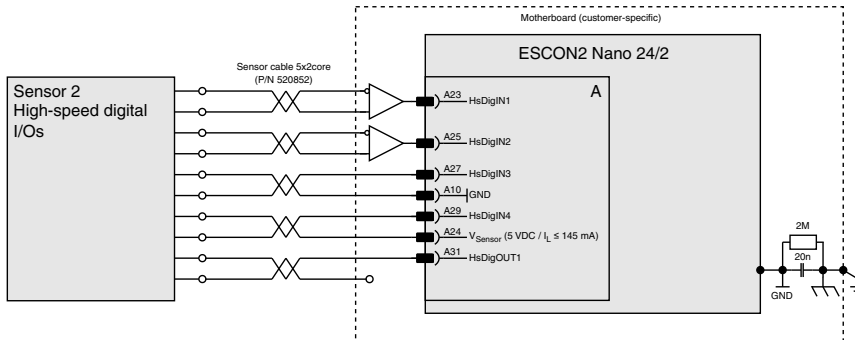 Motherboard (customer-specific)
ESCON2 Nano 24/2
Sensor cable 5x2core
(P/N 520852)
Sensor 2
High-speed digital
I/Os
A
A23
HsDigIN1
A25
HsDigIN2
A27
HsDigIN3
A10
GND
A29
HsDigIN4
A24
VSensor (5 VDC / IL ≤ 145 mA)
A31
HsDigOUT1
2M
20n
GND